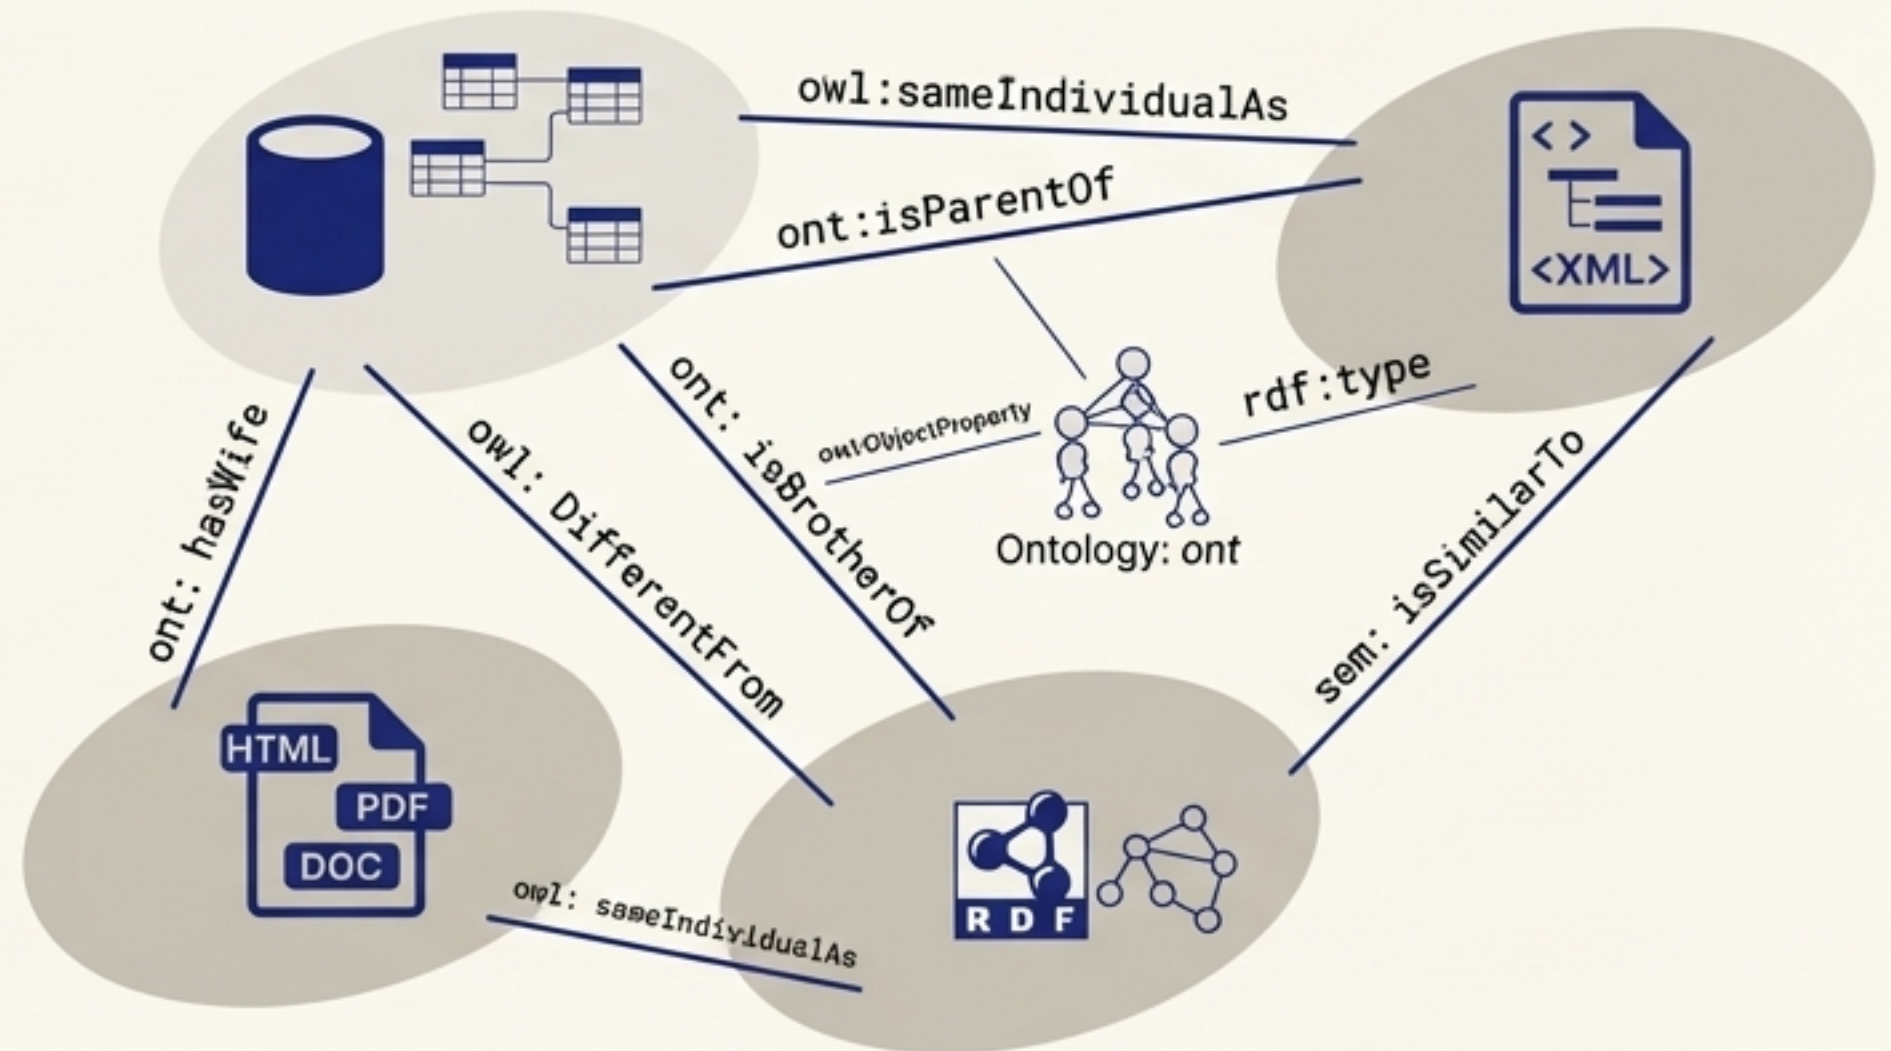 owl:sameIndividualAs
<XML>
ont:isParentOf
rdf:type
ont: isBrotherOf
ont: hasWife
owl: DifferentFrom
Ontology: ont
sem: isSimilarTo
HTML
PDF
DOC
owl: sameIndividualAs
RDF